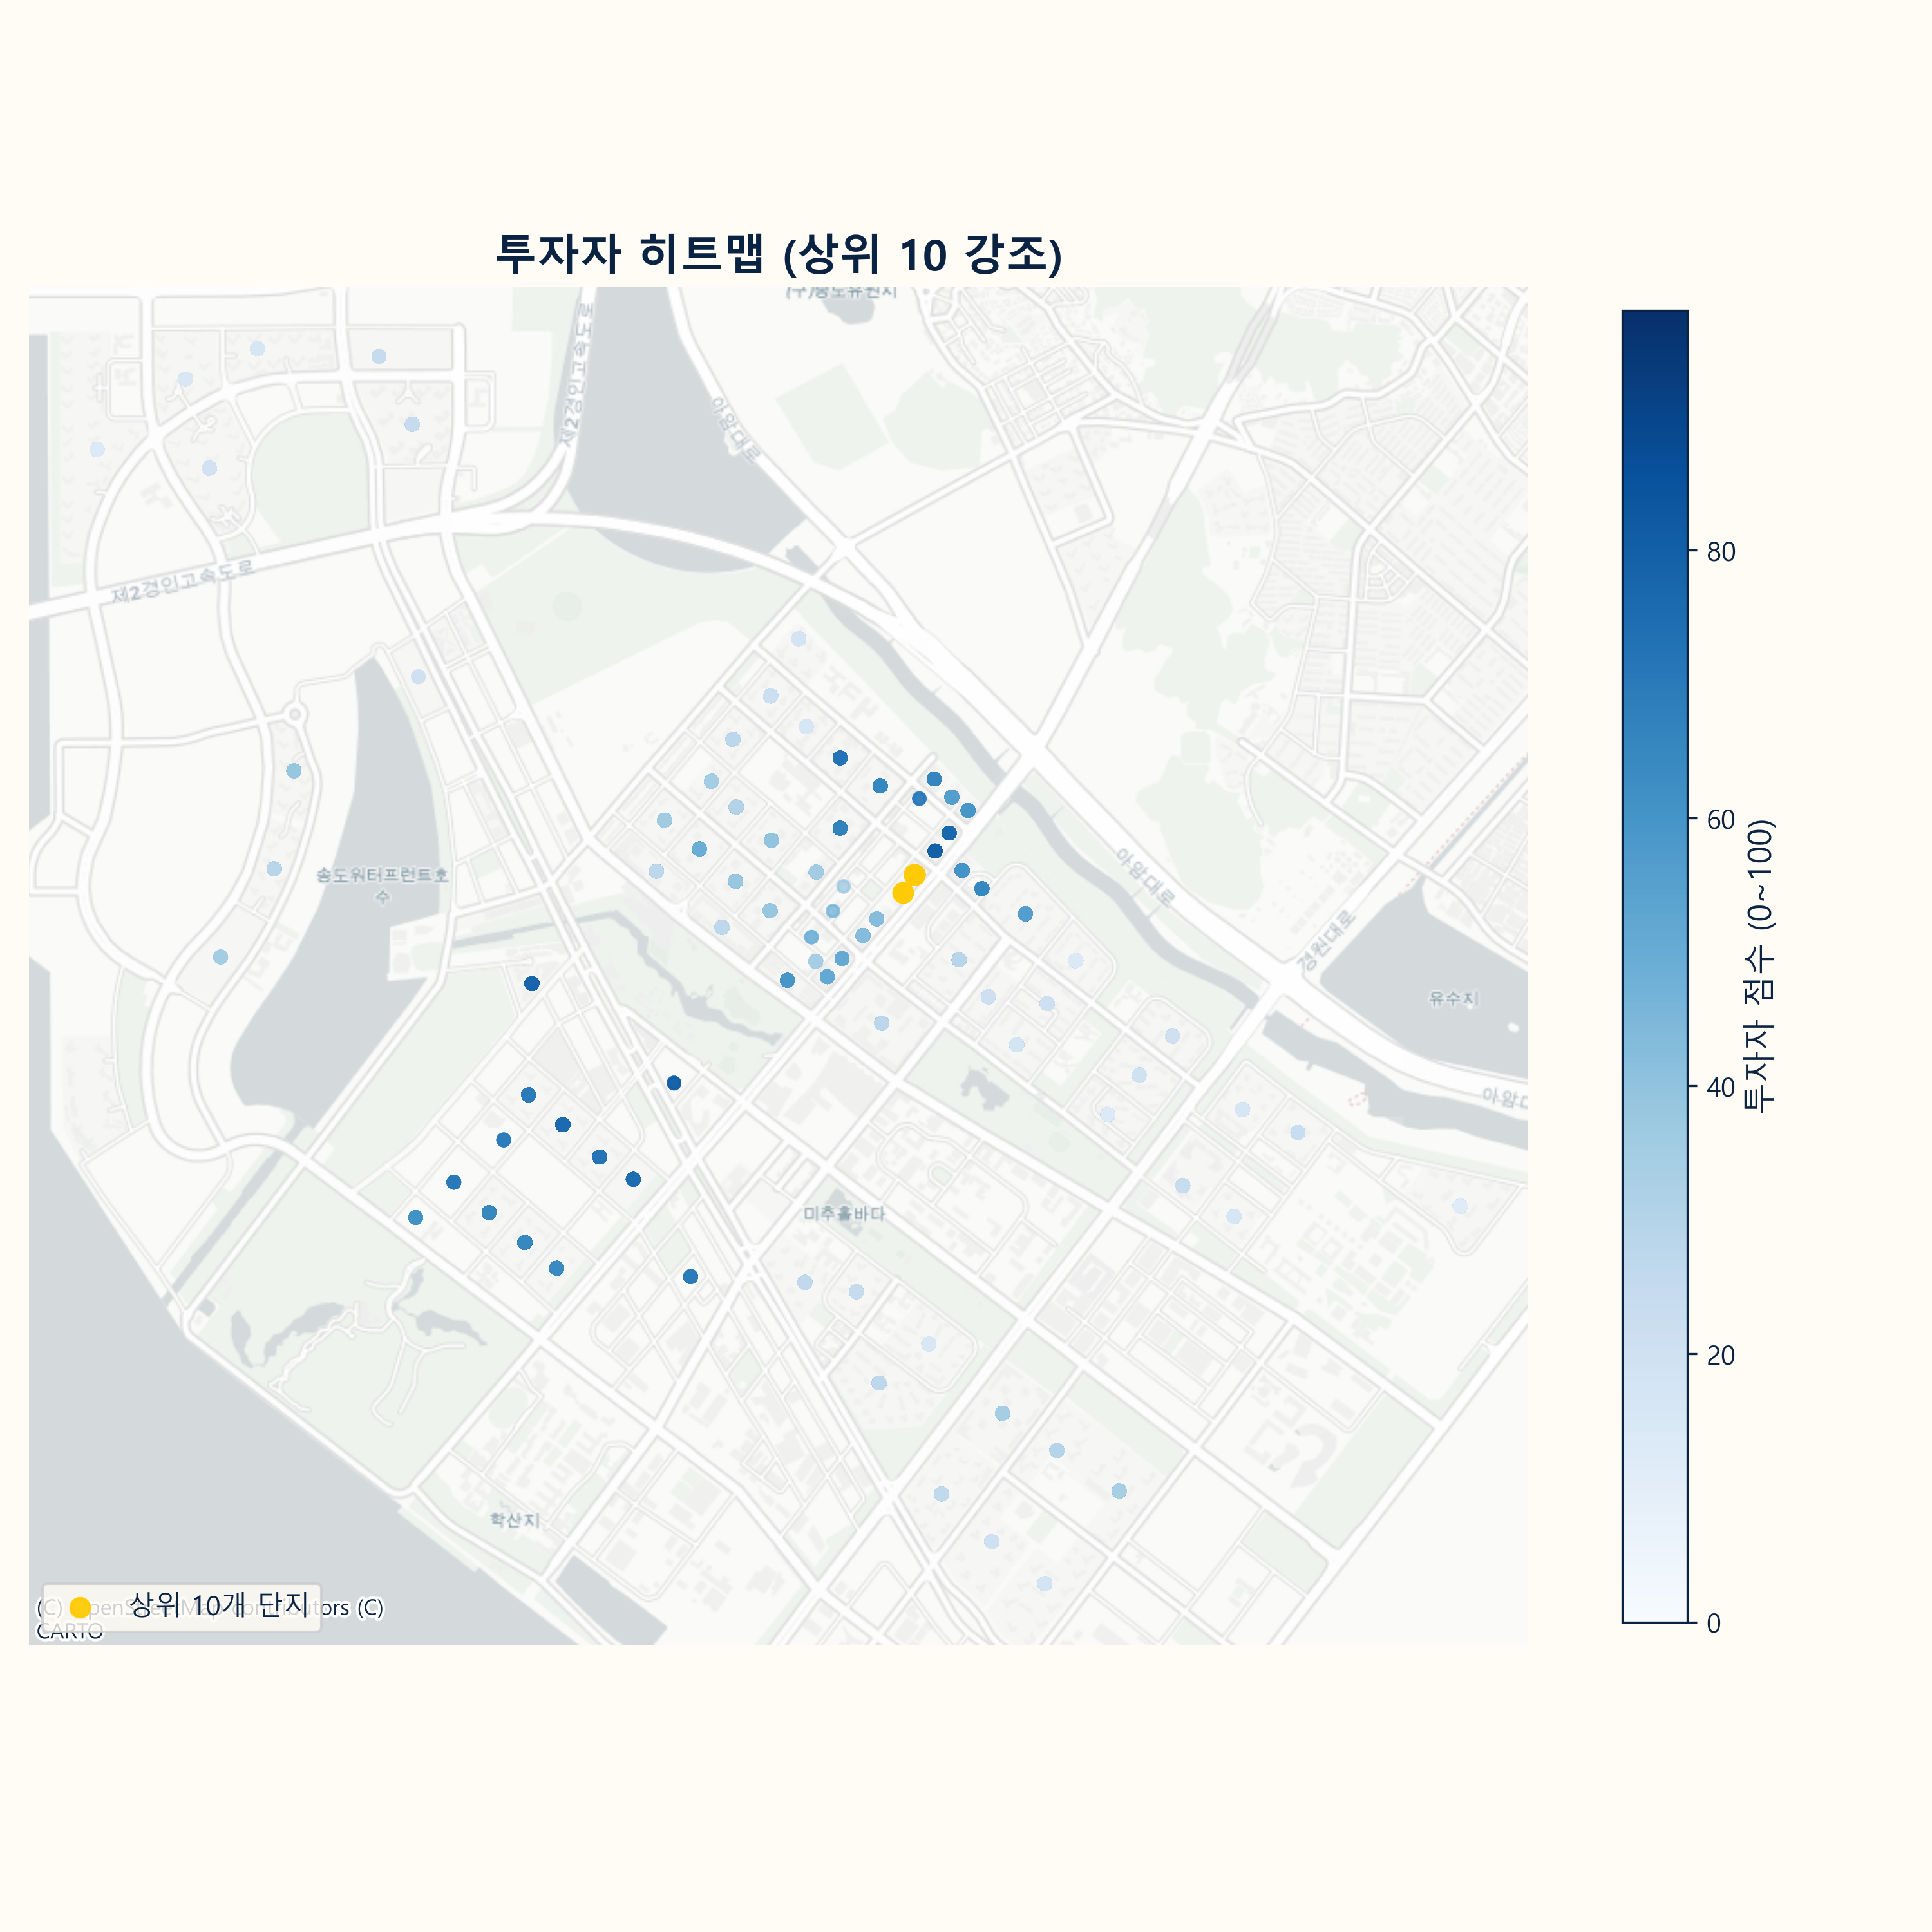 투자자 히트맵 (상위 10 강조)
(구)송도유원지
제2경인고속도로
아암대로
제2경인고속도로
송도워터프런트호
수
아암대로
경원대로
유수지
아암대
미추홀바다
학산지
상위 10개 단지
(C) OpenStreetMap contributors (C)
CARTO
80
60
40
20
0
투자자 점수 (0~100)